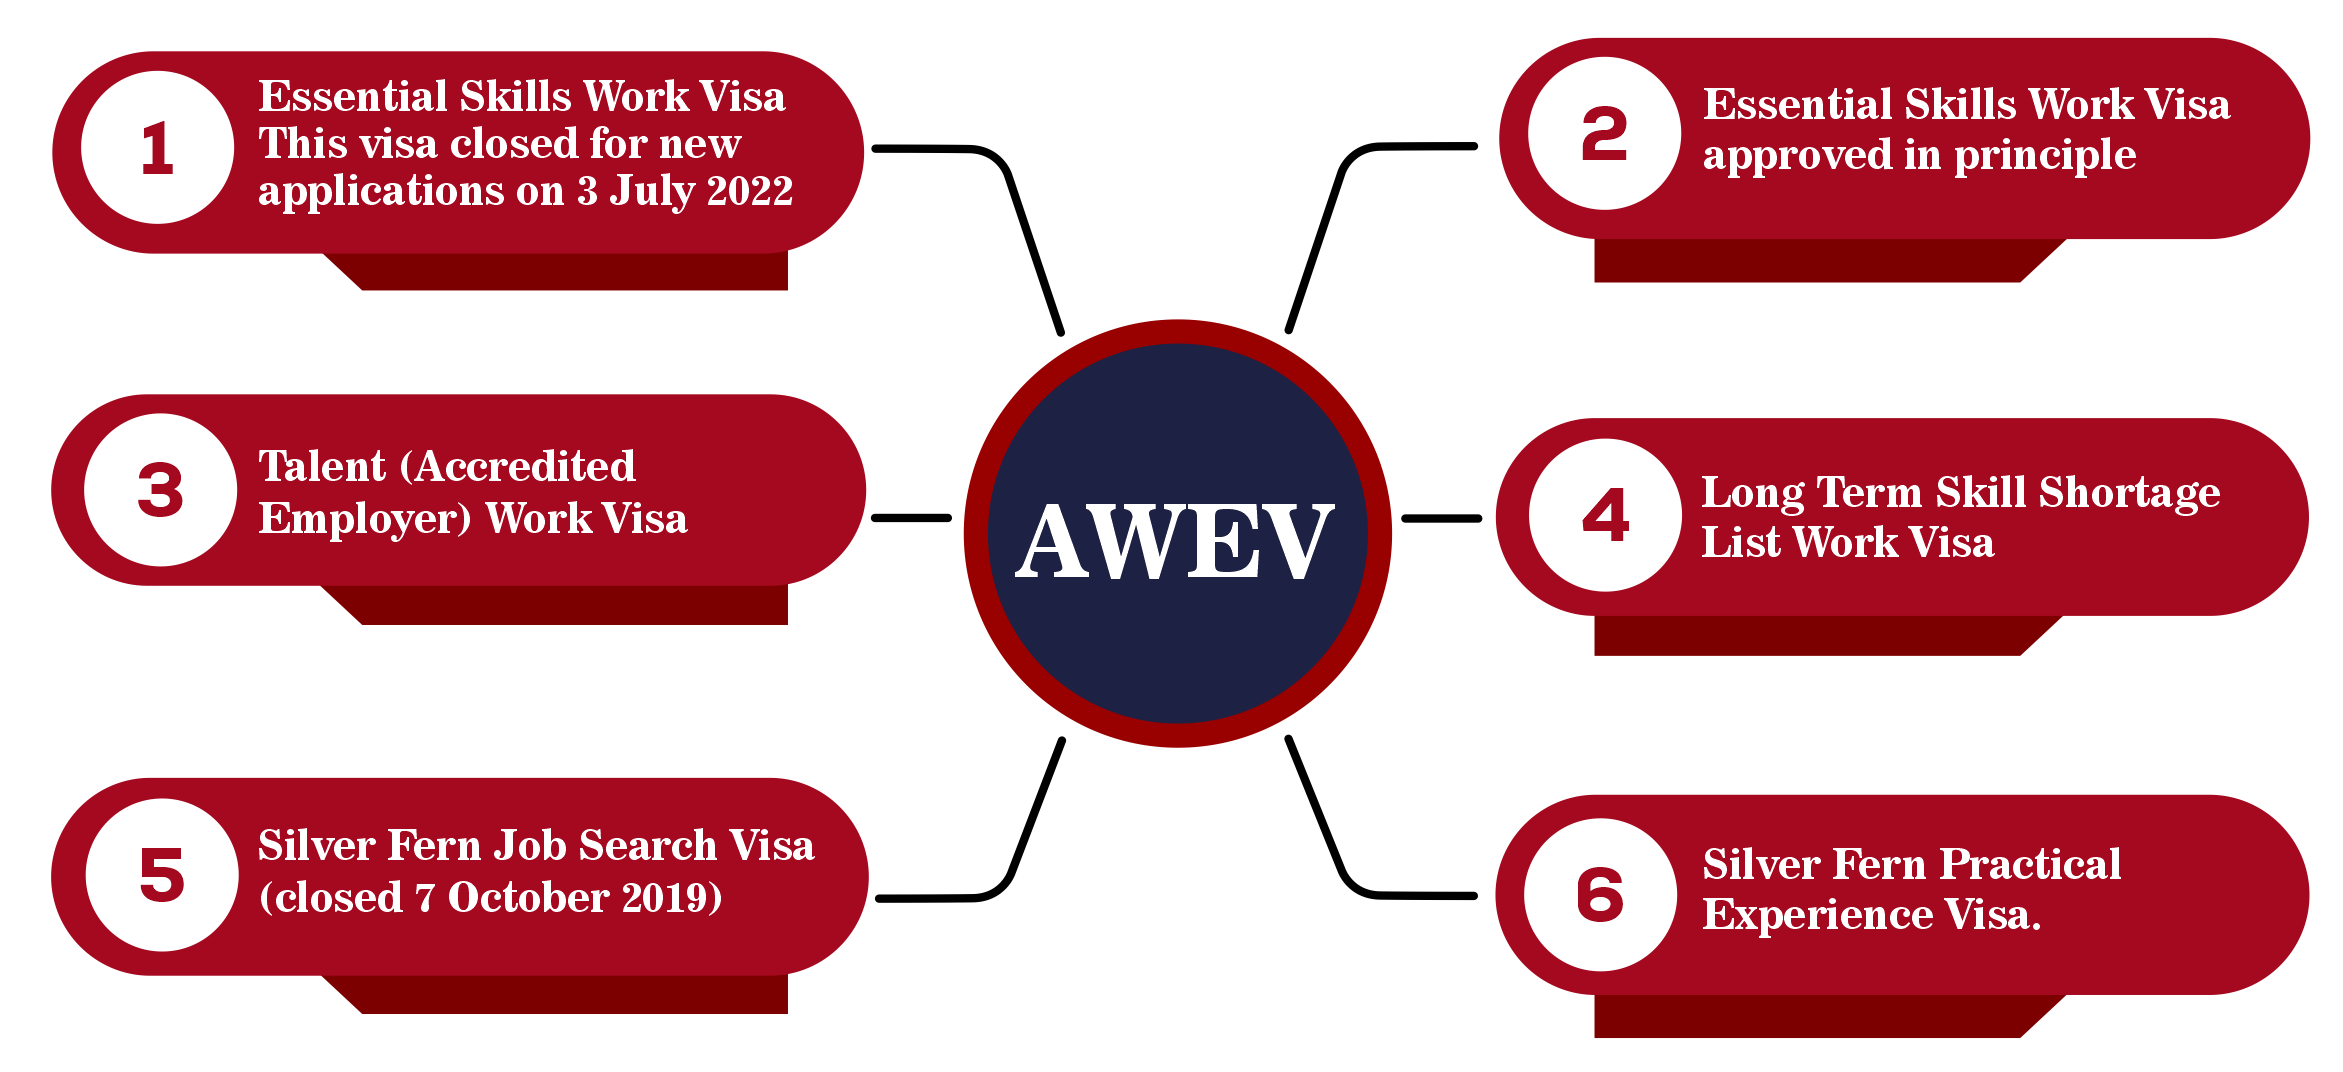 1
Essential Skills Work Visa
This visa closed for new
applications on 3 July 2022
2
Essential Skills Work Visa
approved in principle
3
Talent (Accredited
Employer) Work Visa
AWEV
4
Long Term Skill Shortage
List Work Visa
5
Silver Fern Job Search Visa
(closed 7 October 2019)
6
Silver Fern Practical
Experience Visa.